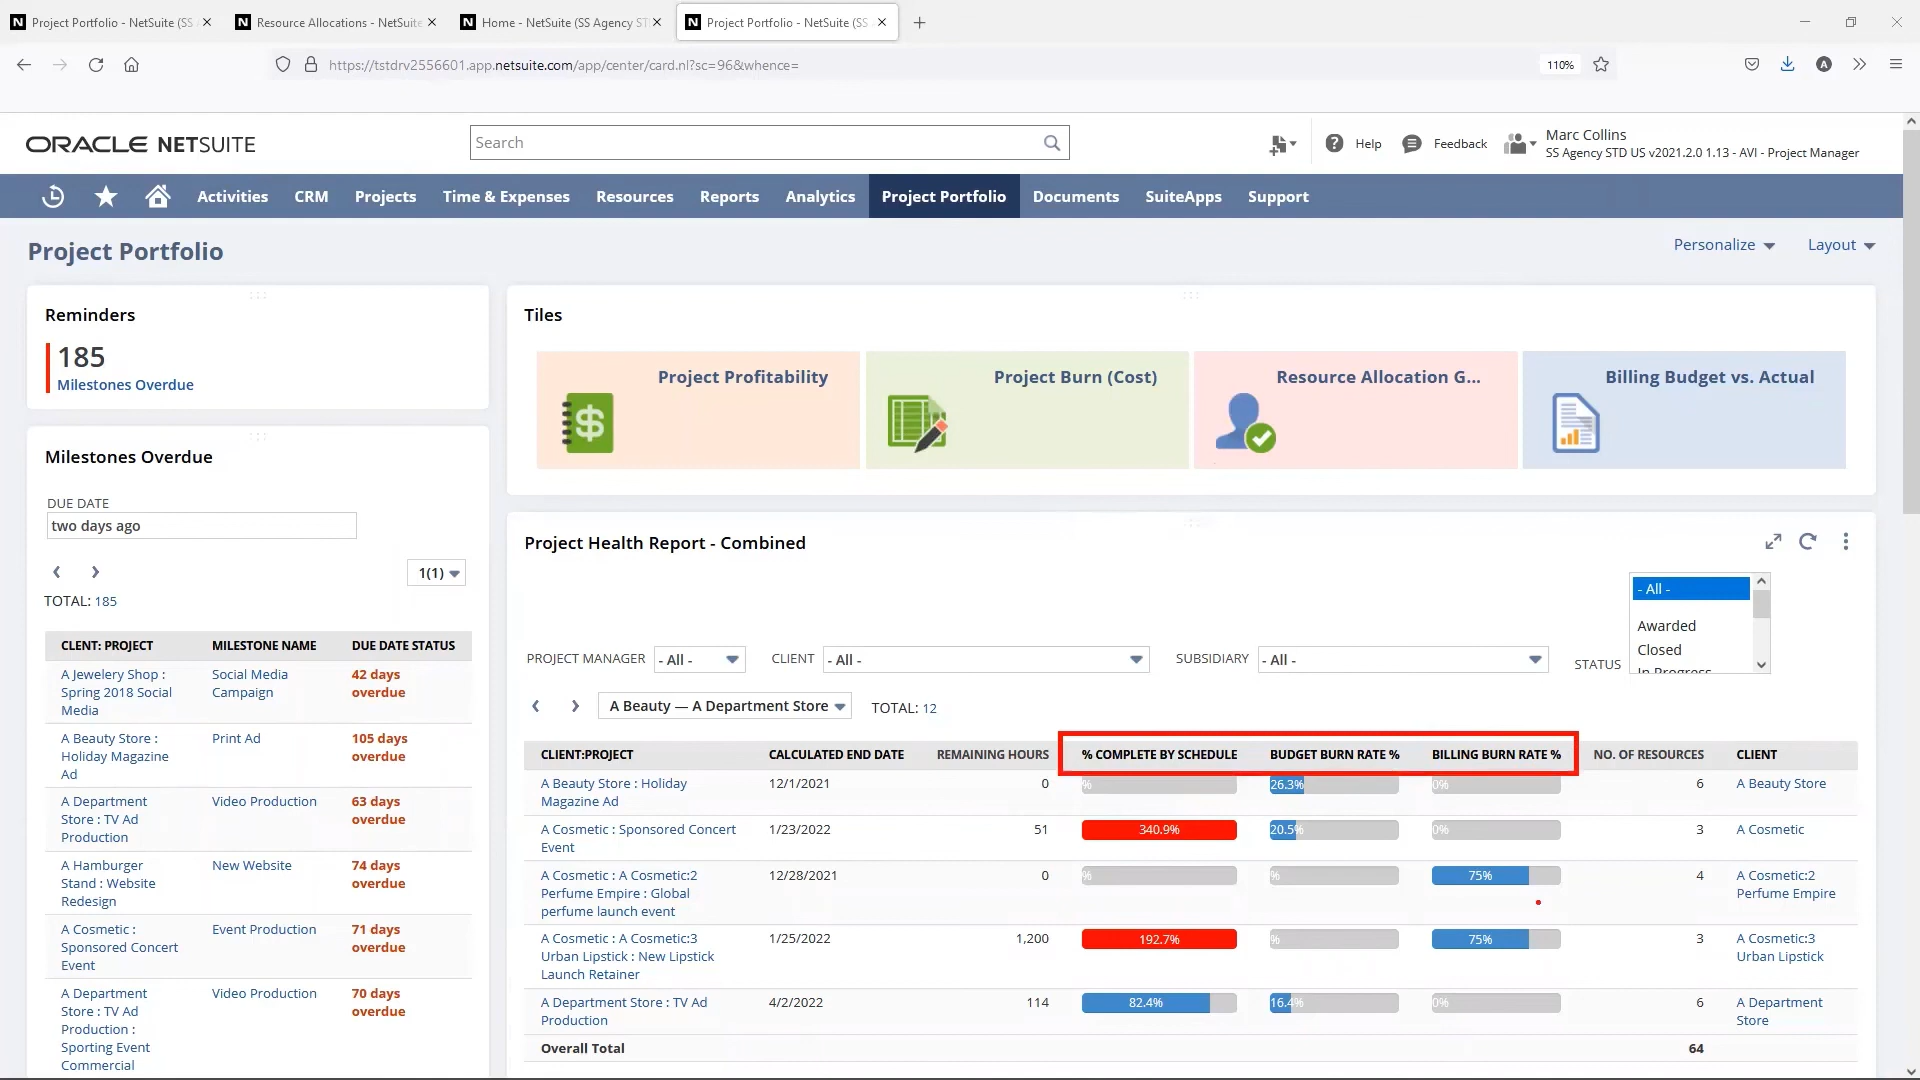 Project Portfolio - NetSuite (SS
Resource Allocations - NetSuite
Home - NetSuite (SS Agency ST
Project Portfolio - NetSuite (SS
https://tstdrv2556601.app.netsuite.com/app/center/card.nl?sc=96&whence=
110%
A
ORACLE NETSUITE
Search
Help
Feedback
Marc Collins
SS Agency STD US v2021.2.0 1.13 - AVI - Project Manager
Activities
CRM
Projects
Time & Expenses
Resources
Reports
Analytics
Project Portfolio
Documents
SuiteApps
Support
Project Portfolio
Personalize
Layout
Reminders
185
Milestones Overdue
Tiles
Project Profitability
Project Burn (Cost)
Resource Allocation G...
Billing Budget vs. Actual
Milestones Overdue
DUE DATE
two days ago
1(1)
TOTAL: 185
CLENT: PROJECT
MILESTONE NAME
DUE DATE STATUS
A Jewelery Shop :
Spring 2018 Social
Media
Social Media
Campaign
42 days
overdue
A Beauty Store :
Holiday Magazine
Ad
Print Ad
105 days
overdue
A Department
Store : TV Ad
Production
Video Production
63 days
overdue
A Hamburger
Stand : Website
Redesign
New Website
74 days
overdue
A Cosmetic :
Sponsored Concert
Event
Event Production
71 days
overdue
A Department
Store : TV Ad
Production :
Sporting Event
Commercial
Video Production
70 days
overdue
Project Health Report - Combined
PROJECT MANAGER
- All -
CLIENT
- All -
SUBSIDIARY
- All -
STATUS
- All -
Awarded
Closed
In Progress
A Beauty — A Department Store
TOTAL: 12
CLIENT:PROJECT
CALCULATED END DATE
REMAINING HOURS
% COMPLETE BY SCHEDULE
BUDGET BURN RATE %
BILLING BURN RATE %
NO. OF RESOURCES
CLIENT
A Beauty Store : Holiday
Magazine Ad
12/1/2021
0
%
26.3%
0%
6
A Beauty Store
A Cosmetic : Sponsored Concert
Event
1/23/2022
51
340.9%
20.5%
0%
3
A Cosmetic
A Cosmetic : A Cosmetic:2
Perfume Empire : Global
perfume launch event
12/28/2021
0
%
%
75%
4
A Cosmetic:2
Perfume Empire
A Cosmetic : A Cosmetic:3
Urban Lipstick : New Lipstick
Launch Retainer
1/25/2022
1,200
192.7%
%
75%
3
A Cosmetic:3
Urban Lipstick
A Department Store : TV Ad
Production
4/2/2022
114
82.4%
16.4%
0%
6
A Department
Store
Overall Total
64